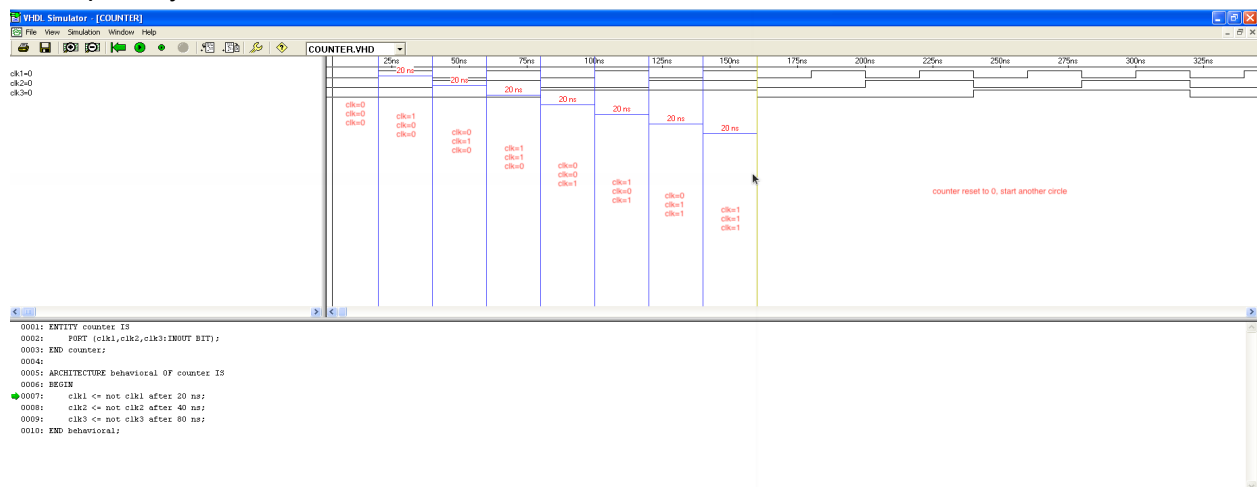 VHDL Simulator - [COUNTER]
File View Simulation Window Help
COUNTER.VHD
25ns 50ns 75ns 100ns 125ns 150ns 175ns 200ns 225ns 250ns 275ns 300ns 325ns
clk1=0
clk2=0
clk3=0
20 ns
20 ns
20 ns
20 ns
20 ns
20 ns
20 ns
clk=0
clk=0
clk=0
clk=1
clk=0
clk=0
clk=0
clk=1
clk=0
clk=1
clk=1
clk=0
clk=0
clk=0
clk=1
clk=1
clk=0
clk=1
clk=0
clk=1
clk=1
clk=1
clk=1
clk=1
counter reset to 0, start another circle
0001: ENTITY counter IS
0002: PORT (clk1,clk2,clk3:INOUT BIT);
0003: END counter;
0004:
0005: ARCHITECTURE behavioral OF counter IS
0006: BEGIN
0007: clk1 <= not clk1 after 20 ns;
0008: clk2 <= not clk2 after 40 ns;
0009: clk3 <= not clk3 after 80 ns;
0010: END behavioral;